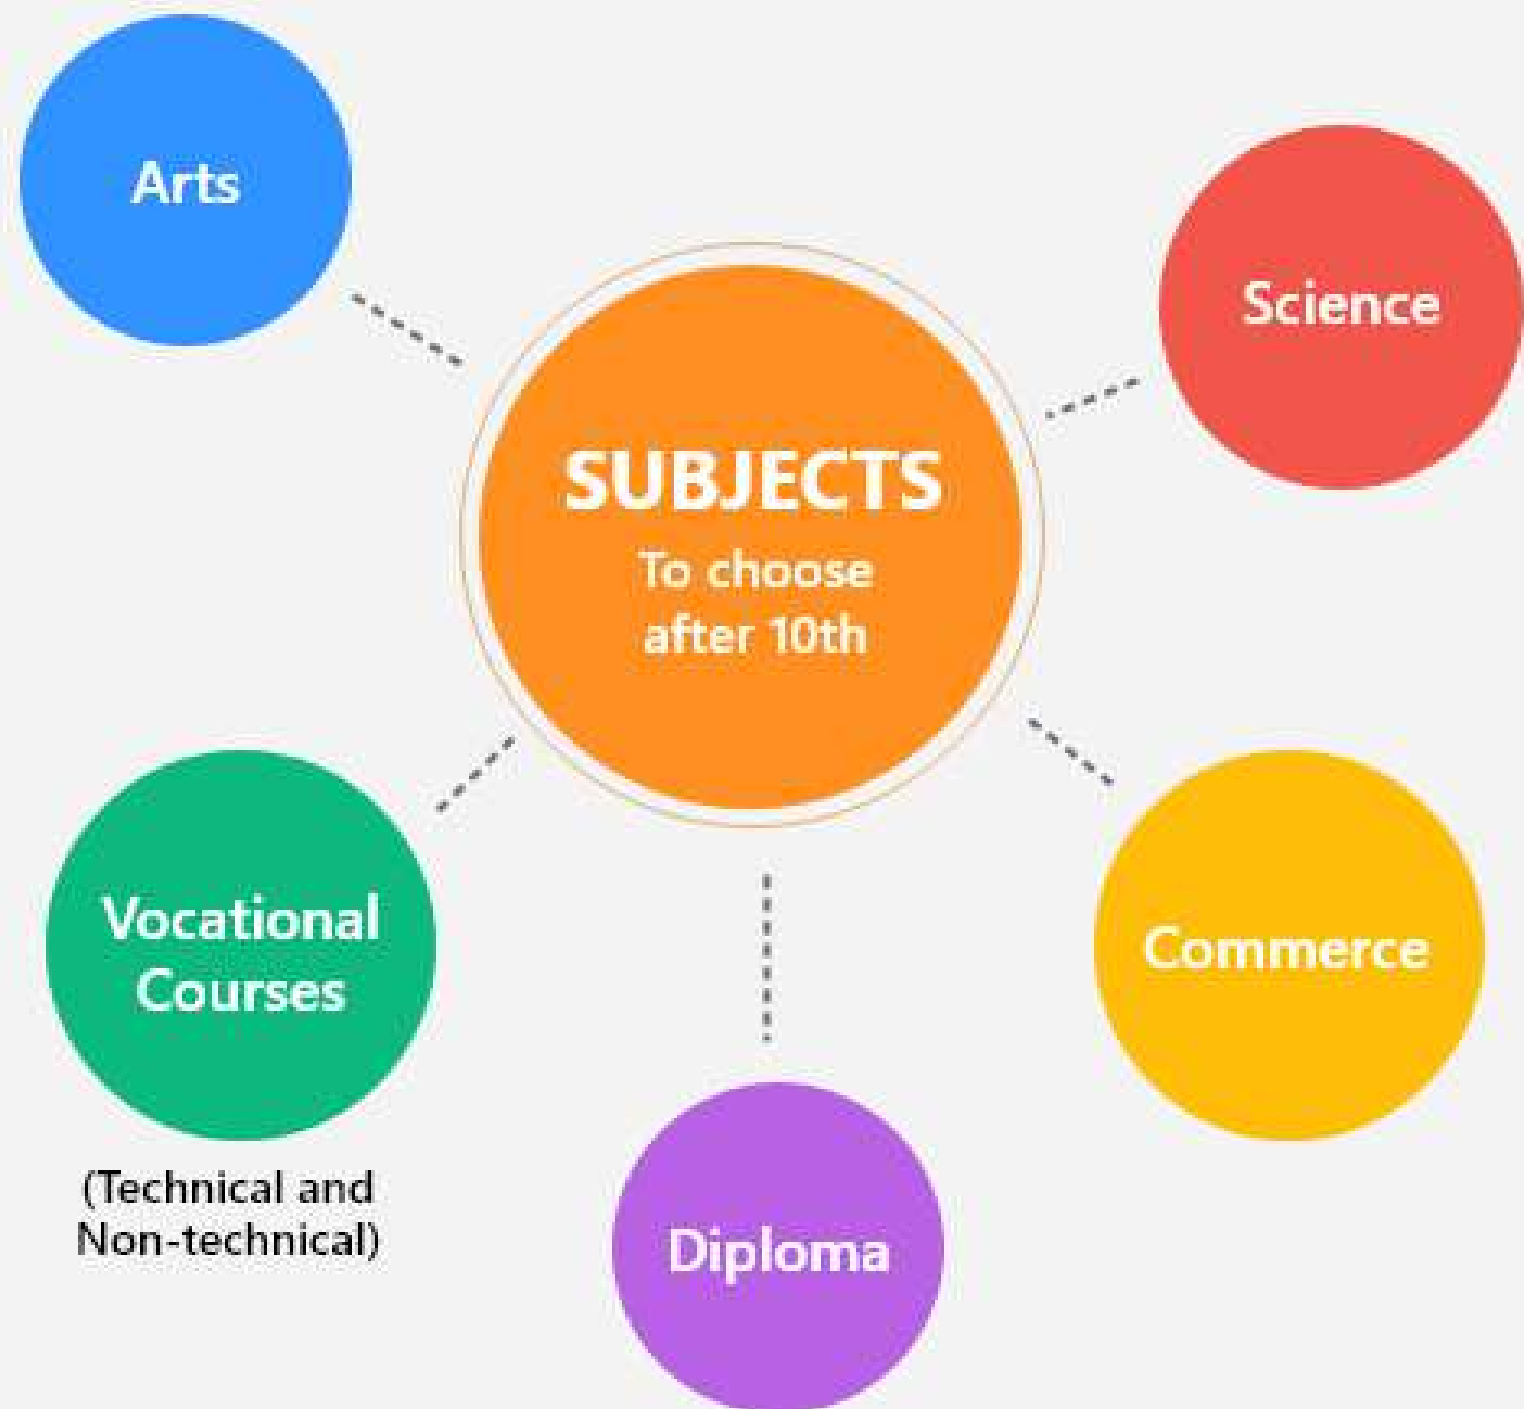 Arts
Science
SUBJECTS
To choose
after 10th
Vocational
Courses
(Technical and
Non-technical)
Commerce
Diploma